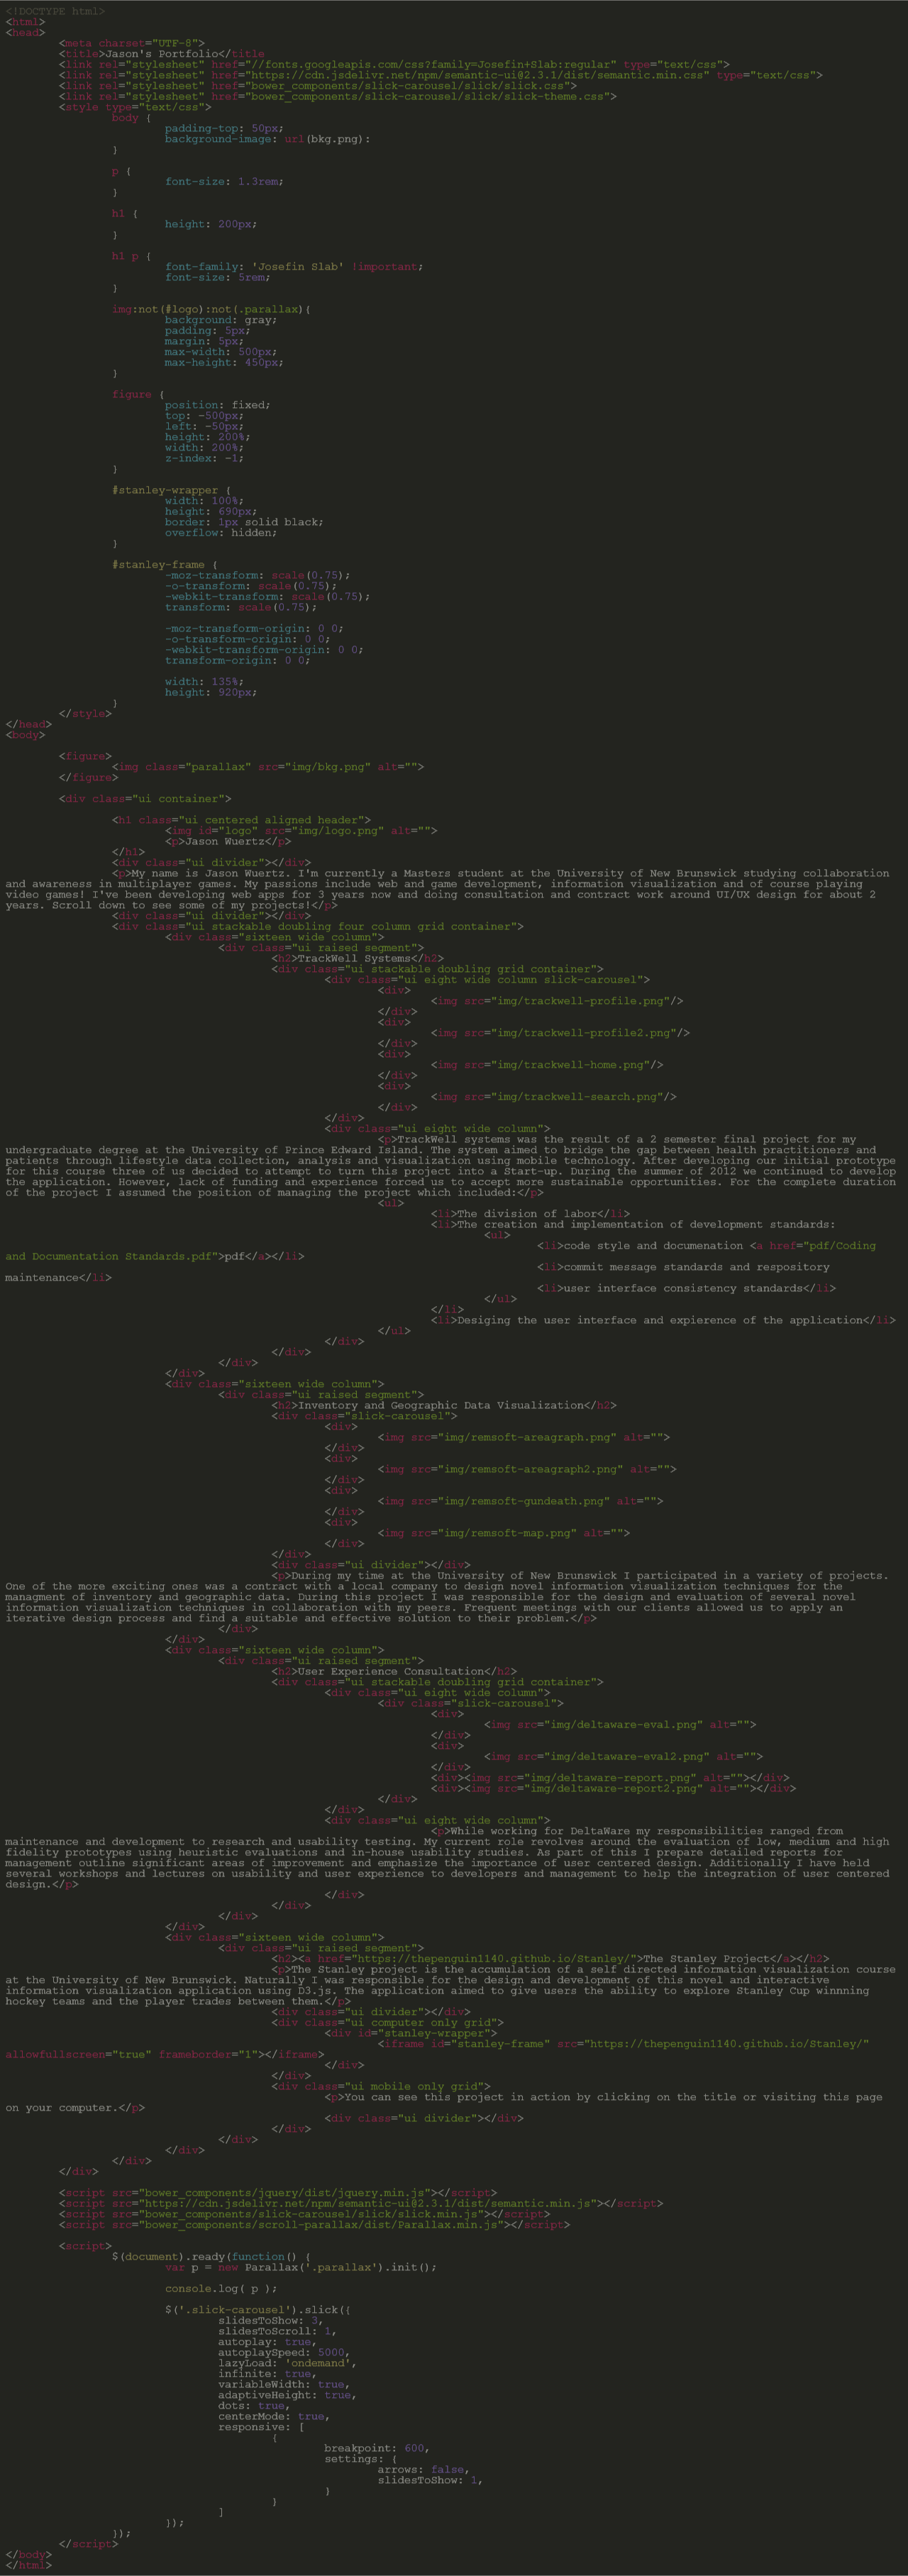 <!DOCTYPE html>
<html>
<head>
<meta charset="UTF-8">
<title>Jason's Portfolio</title
<link rel="stylesheet" href="//fonts.googleapis.com/css?family=Josefin+Slab:regular" type="text/css">
<link rel="stylesheet" href="https://cdn.jsdelivr.net/npm/semantic-ui@2.3.1/dist/semantic.min.css" type="text/css">
<link rel="stylesheet" href="bower_components/slick-carousel/slick/slick.css">
<link rel="stylesheet" href="bower_components/slick-carousel/slick/slick-theme.css">
<style type="text/css">
body {
padding-top: 50px;
background-image: url(bkg.png):
}
p {
font-size: 1.3rem;
}
h1 {
height: 200px;
}
h1 p {
font-family: 'Josefin Slab' !important;
font-size: 5rem;
}
img:not(#logo):not(.parallax){
background: gray;
padding: 5px;
margin: 5px;
max-width: 500px;
max-height: 450px;
}
figure {
position: fixed;
top: -500px;
left: -50px;
height: 200%;
width: 200%;
z-index: -1;
}
#stanley-wrapper {
width: 100%;
height: 690px;
border: 1px solid black;
overflow: hidden;
}
#stanley-frame {
-moz-transform: scale(0.75);
-o-transform: scale(0.75);
-webkit-transform: scale(0.75);
transform: scale(0.75);
-moz-transform-origin: 0 0;
-o-transform-origin: 0 0;
-webkit-transform-origin: 0 0;
transform-origin: 0 0;
width: 135%;
height: 920px;
}
</style>
</head>
<body>
<figure>
<img class="parallax" src="img/bkg.png" alt="">
</figure>
<div class="ui container">
<h1 class="ui centered aligned header">
<img id="logo" src="img/logo.png" alt="">
<p>Jason Wuertz</p>
</h1>
<div class="ui divider"></div>
<p>My name is Jason Wuertz. I'm currently a Masters student at the University of New Brunswick studying collaboration
and awareness in multiplayer games. My passions include web and game development, information visualization and of course playing
video games! I've been developing web apps for 3 years now and doing consultation and contract work around UI/UX design for about 2
years. Scroll down to see some of my projects!</p>
<div class="ui divider"></div>
<div class="ui stackable doubling four column grid container">
<div class="sixteen wide column">
<div class="ui raised segment">
<h2>TrackWell Systems</h2>
<div class="ui stackable doubling grid container">
<div class="ui eight wide column slick-carousel">
<div>
<img src="img/trackwell-profile.png"/>
</div>
<div>
<img src="img/trackwell-profile2.png"/>
</div>
<div>
<img src="img/trackwell-home.png"/>
</div>
<div>
<img src="img/trackwell-search.png"/>
</div>
</div>
<div class="ui eight wide column">
<p>TrackWell systems was the result of a 2 semester final project for my
undergraduate degree at the University of Prince Edward Island. The system aimed to bridge the gap between health practitioners and
patients through lifestyle data collection, analysis and visualization using mobile technology. After developing our initial prototype
for this course three of us decided to attempt to turn this project into a Start-up. During the summer of 2012 we continued to develop
the application. However, lack of funding and experience forced us to accept more sustainable opportunities. For the complete duration
of the project I assumed the position of managing the project which included:</p>
<ul>
<li>The division of labor</li>
<li>The creation and implementation of development standards:
<ul>
<li>code style and documenation <a href="pdf/Coding
and Documentation Standards.pdf">pdf</a></li>
<li>commit message standards and respository
maintenance</li>
<li>user interface consistency standards</li>
</ul>
</li>
<li>Desiging the user interface and expierence of the application</li>
</ul>
</div>
</div>
</div>
</div>
<div class="sixteen wide column">
<div class="ui raised segment">
<h2>Inventory and Geographic Data Visualization</h2>
<div class="slick-carousel">
<div>
<img src="img/remsoft-areagraph.png" alt="">
</div>
<div>
<img src="img/remsoft-areagraph2.png" alt="">
</div>
<div>
<img src="img/remsoft-gundeath.png" alt="">
</div>
<div>
<img src="img/remsoft-map.png" alt="">
</div>
</div>
<div class="ui divider"></div>
<p>During my time at the University of New Brunswick I participated in a variety of projects.
One of the more exciting ones was a contract with a local company to design novel information visualization techniques for the
managment of inventory and geographic data. During this project I was responsible for the design and evaluation of several novel
informatiaon visualization techniques in collaboration with my peers. Frequent meetings with our clients allowed us to apply an
iterative design process and find a suitable and effective solution to their problem.</p>
</div>
</div>
<div class="sixteen wide column">
<div class="ui raised segment">
<h2>User Experience Consultation</h2>
<div class="ui stackable doubling grid container">
<div class="ui eight wide column">
<div class="slick-carousel">
<div>
<img src="img/deltaware-eval.png" alt="">
</div>
<div>
<img src="img/deltaware-eval2.png" alt="">
</div>
<div><img src="img/deltaware-report.png" alt=""></div>
<div><img src="img/deltaware-report2.png" alt=""></div>
</div>
</div>
<div class="ui eight wide column">
<p>While working for DeltaWare my responsibilities ranged from
maintenance and development to research and usability testing. My current role revolves around the evaluation of low, medium and high
fidelity prototypes using heuristic evaluations and in-house usability studies. As part of this I prepare detailed reports for
management outline significant areas of improvement and emphasize the importance of user centered design. Additionally I have held
several workshops and lectures on usability and user experience to developers and management to help the integration of user centered
design.</p>
</div>
</div>
</div>
</div>
<div class="sixteen wide column">
<div class="ui raised segment">
<h2><a href="https://thepenguin1140.github.io/Stanley/">The Stanley Project</a></h2>
<p>The Stanley project is the accumulation of a self directed infomation visualization course
at the University of New Brunswick. Naturally I was responsible for the design and development of this novel and interactive
information visualization application using D3.js. The application aimed to give users the ability to explore Stanley Cup winnning
hockey teams and the player trades between them.</p>
<div class="ui divider"></div>
<div class="ui computer only grid">
<div id="stanley-wrapper">
<iframe id="stanley-frame" src="https://thepenguin1140.github.io/Stanley/"
allowfullscreen="true" frameborder="1"></iframe>
</div>
</div>
<div class="ui mobile only grid">
<p>You can see this project in action by clicking on the title or visiting this page
on your computer.</p>
<div class="ui divider"></div>
</div>
</div>
</div>
</div>
</div>
<script src="bower_components/jquery/dist/jquery.min.js"></script>
<script src="https://cdn.jsdelivr.net/npm/semantic-ui@2.3.1/dist/semantic.min.js"></script>
<script src="bower_components/slick-carousel/slick/slick.min.js"></script>
<script src="bower_components/scroll-parallax/dist/Parallax.min.js"></script>
<script>
$(document).ready(function() {
var p = new Parallax('.parallax').init();
console.log( p );
$('.slick-carousel').slick({
slidesToShow: 3,
slidesToScroll: 1,
autoplay: true,
autoplaySpeed: 5000,
lazyLoad: 'ondemand',
infinite: true,
variableWidth: true,
adaptiveHeight: true,
dots: true,
centerMode: true,
responsive: [
{
breakpoint: 600,
settings: {
arrows: false,
slidesToShow: 1,
}
}
]
});
});
</script>
</body>
</html>